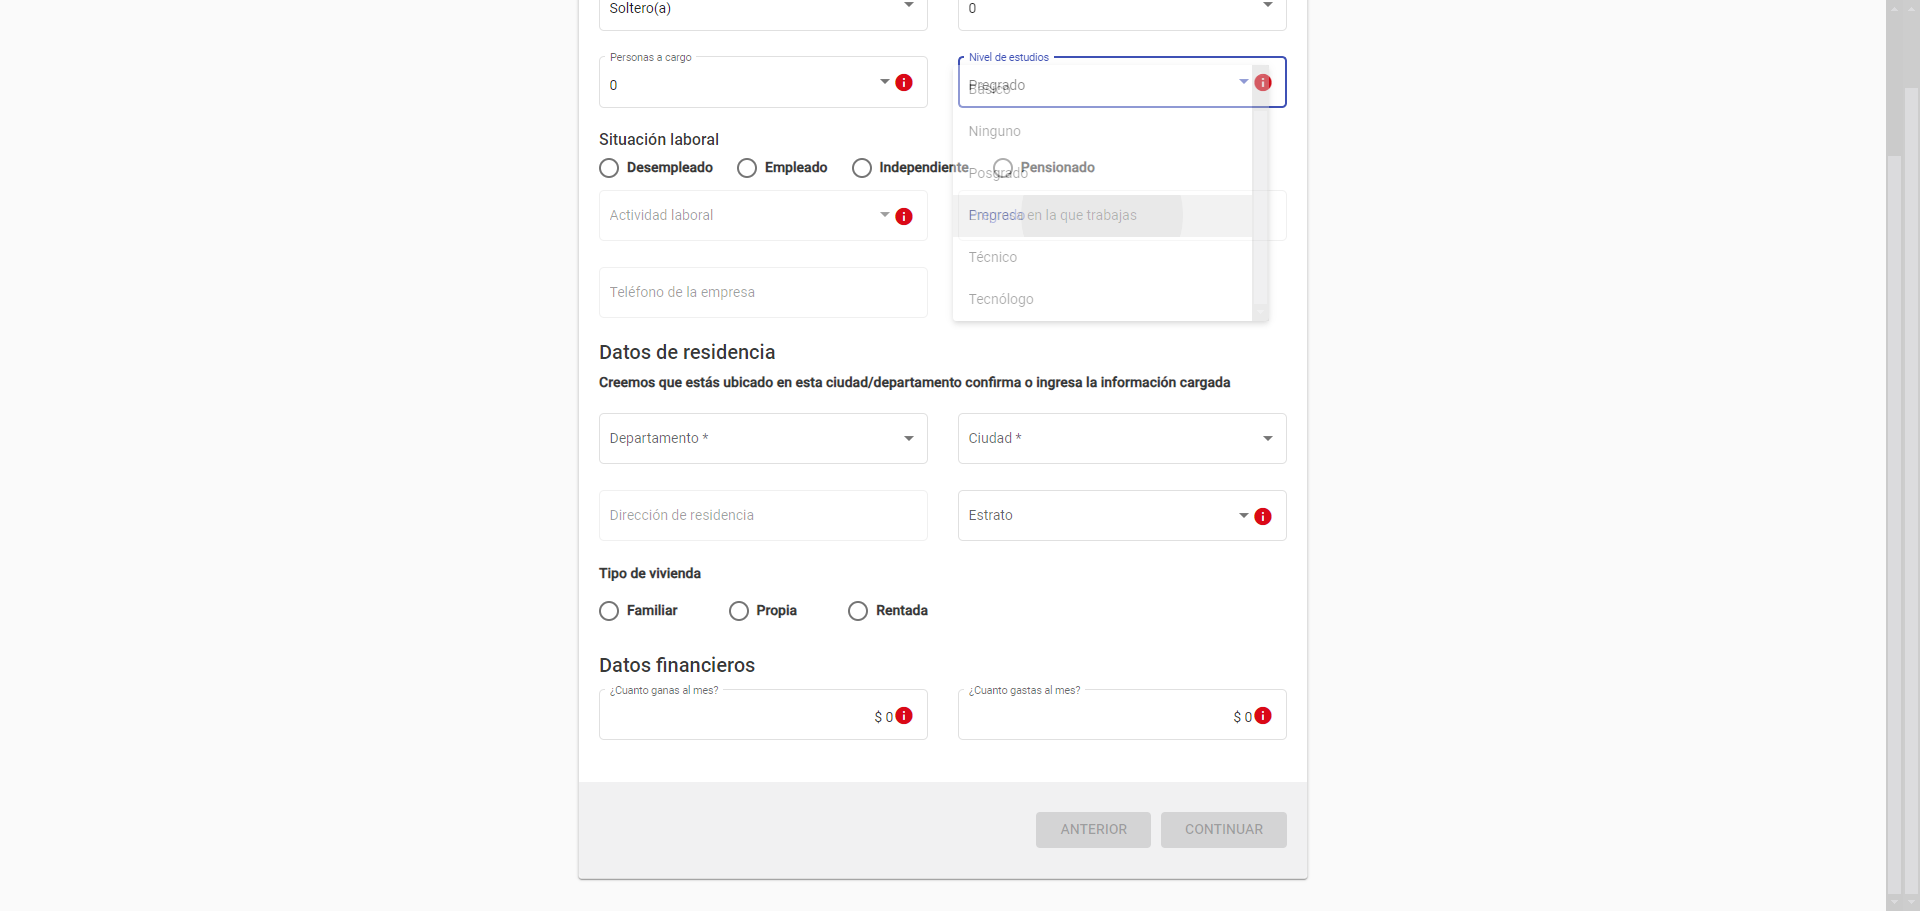 Soltero(a) 0
Personas a cargo Nivel de estudios
0 Pregrado
Básico
Ninguno
Situación laboral
Desempleado Empleado Independiente Pensionado
Posgrado
Actividad laboral Empresa en la que trabajas
Pregrado
Técnico
Teléfono de la empresa
Tecnólogo
Datos de residencia
Creemos que estás ubicado en esta ciudad/departamento confirma o ingresa la información cargada
Departamento * Ciudad *
Dirección de residencia Estrato
Tipo de vivienda
Familiar Propia Rentada
Datos financieros
¿Cuanto ganas al mes? ¿Cuanto gastas al mes?
$ 0 $ 0
ANTERIOR CONTINUAR